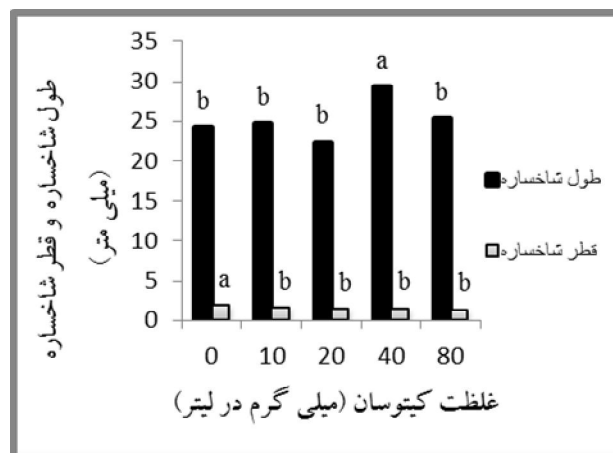 طول شاخساره و قطر شاخساره
(میلی متر)
35
30
25
20
15
10
5
0
b b b a b
a b b b b
0 10 20 40 80
غلظت کیتوسان (میلی گرم در لیتر)
طول شاخساره
قطر شاخساره